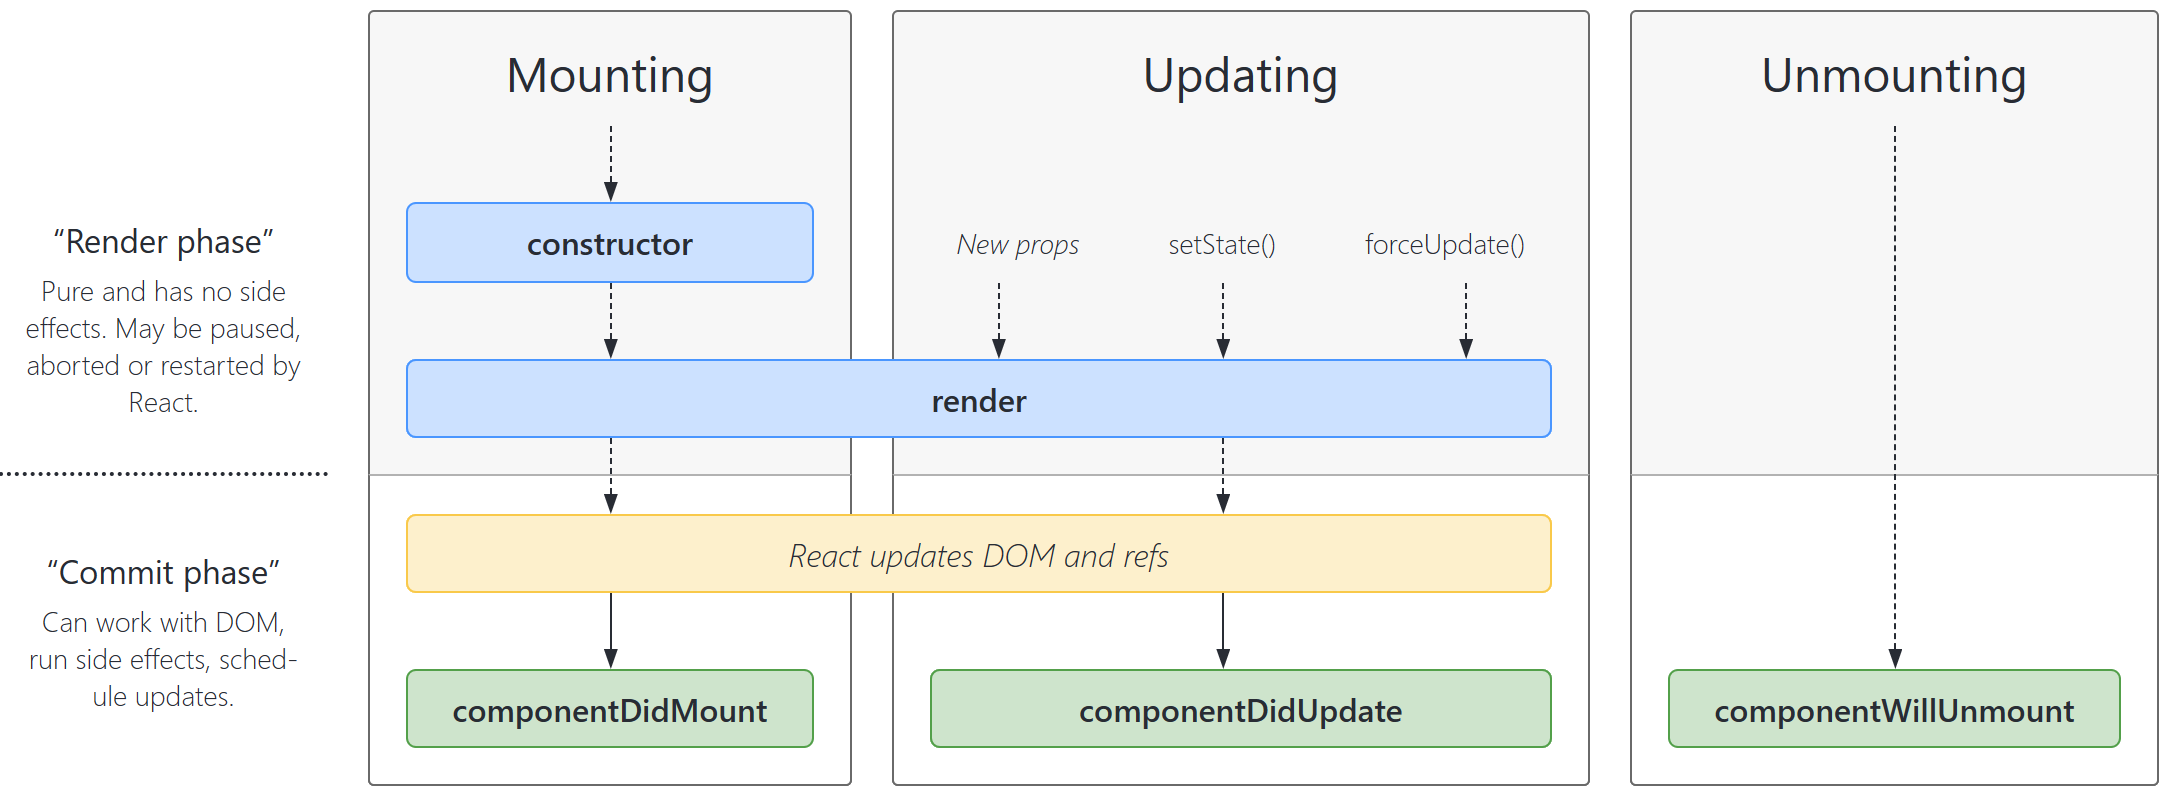 Mounting
Updating
Unmounting
“Render phase”
Pure and has no side
effects. May be paused,
aborted or restarted by
React.
constructor
New props
setState()
forceUpdate()
render
“Commit phase”
Can work with DOM,
run side effects, sched-
ule updates.
React updates DOM and refs
componentDidMount
componentDidUpdate
componentWillUnmount